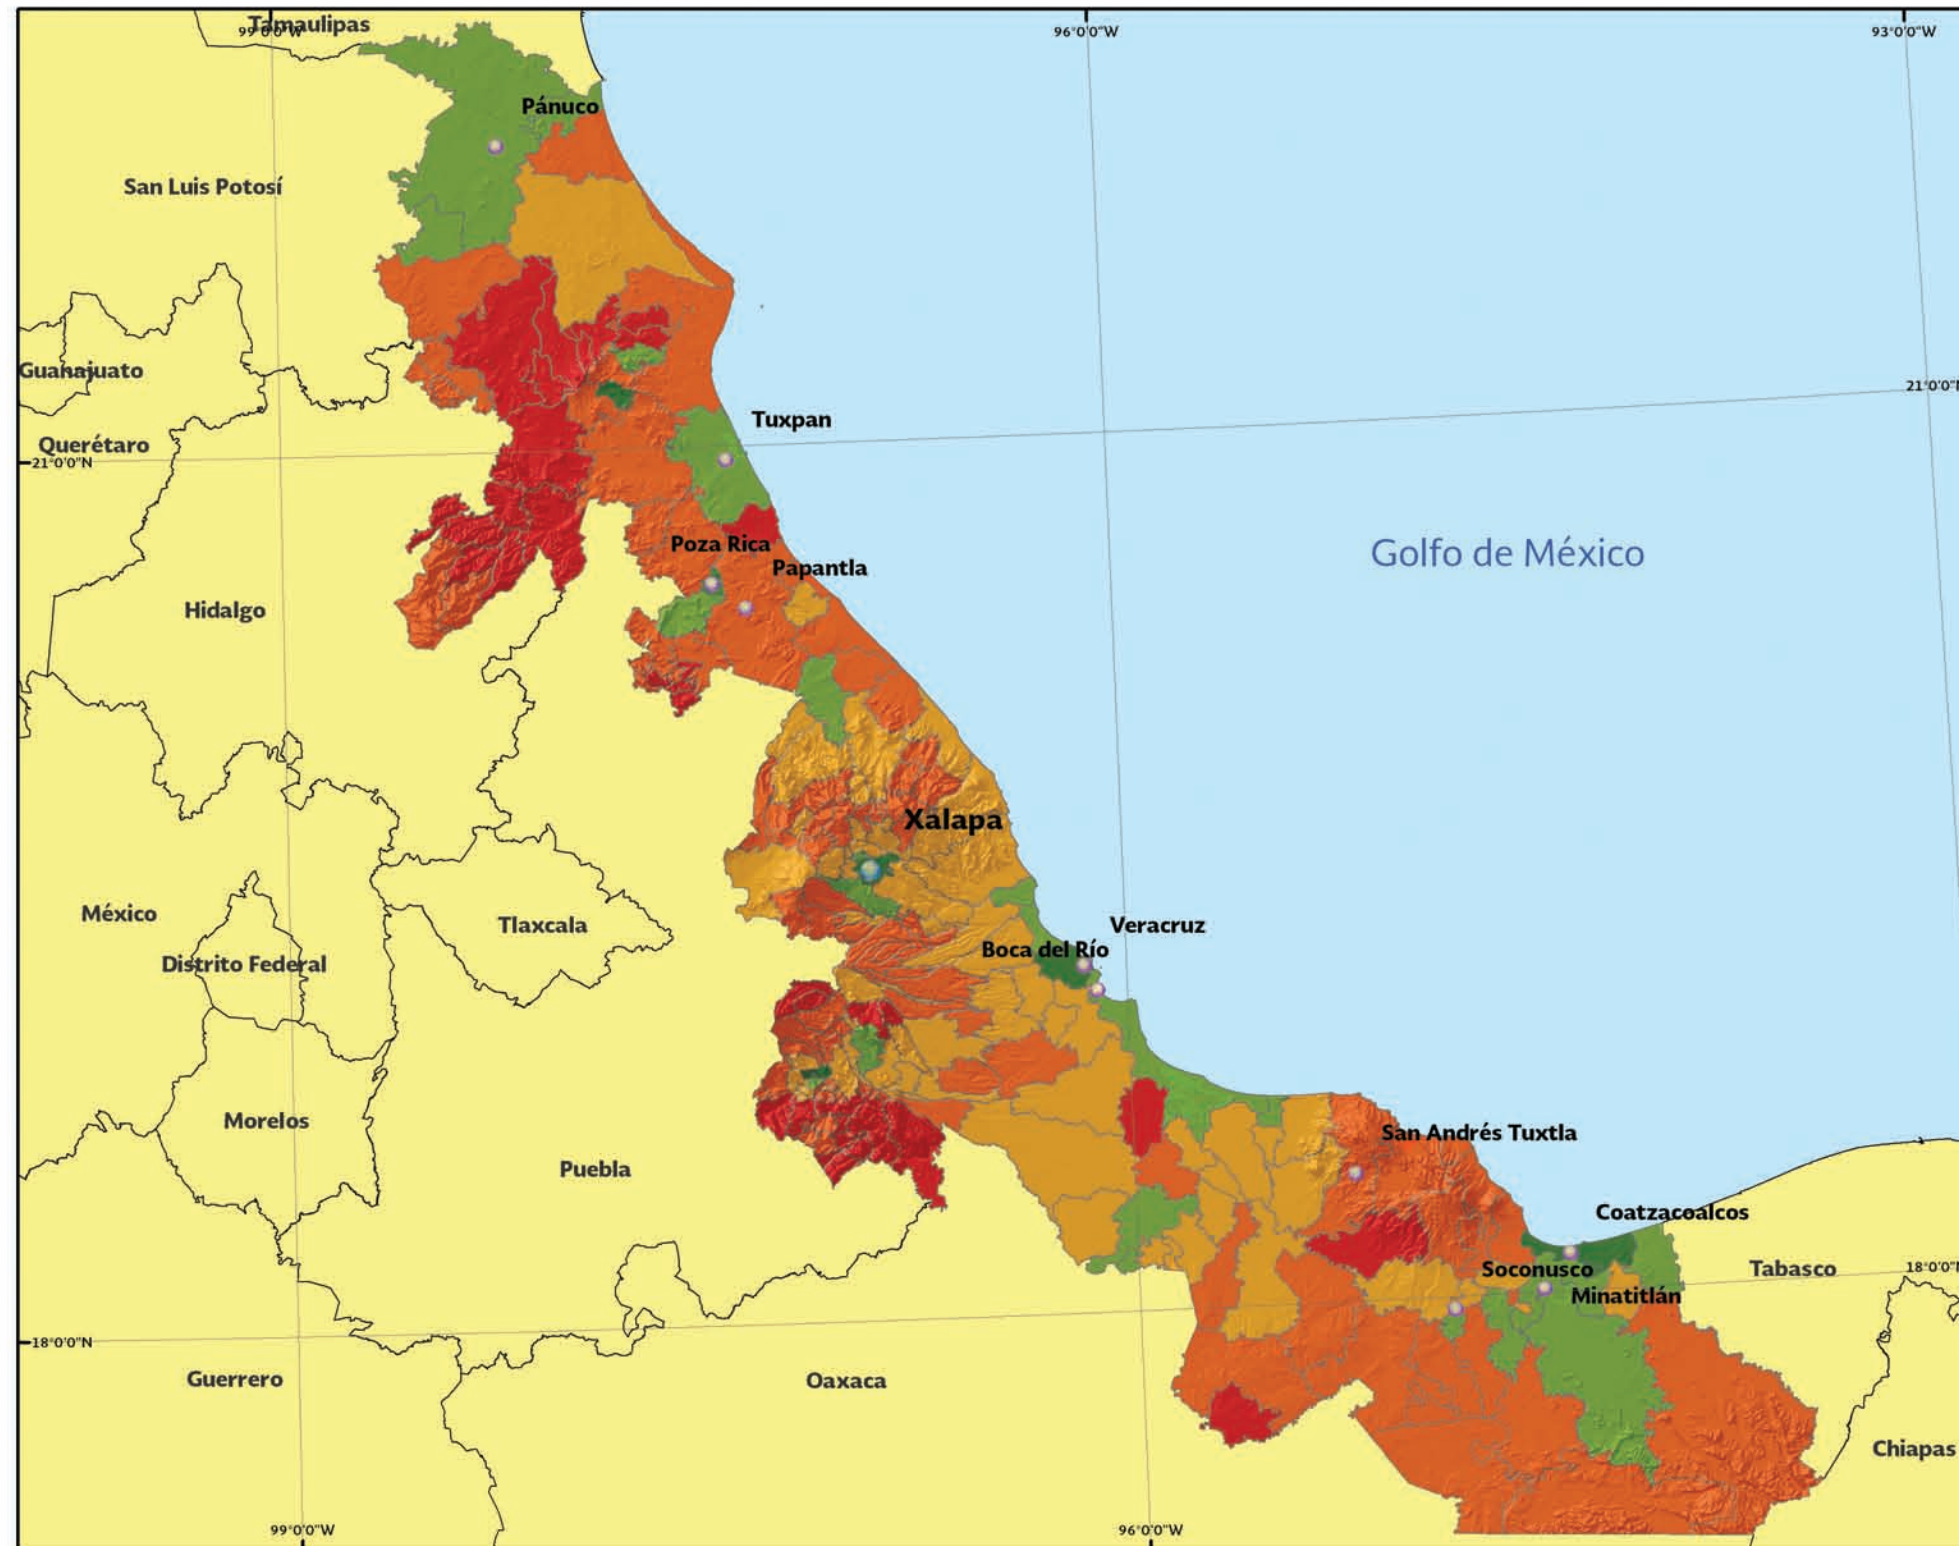 Tamaulipas
99°0'0"W
96°0'0"W
93°0'0"W
Pánuco
San Luis Potosí
Guanajuato
21°0'0"N
Tuxpan
Querétaro
21°0'0"N
Poza Rica
Golfo de México
Papantla
Hidalgo
Xalapa
México
Tlaxcala
Veracruz
Boca del Río
Distrito Federal
Morelos
San Andrés Tuxtla
Puebla
Coatzacoalcos
Soconusco
Tabasco
18°0'0"N
Minatitlán
18°0'0"N
Guerrero
Oaxaca
Chiapas
99°0'0"W
96°0'0"W